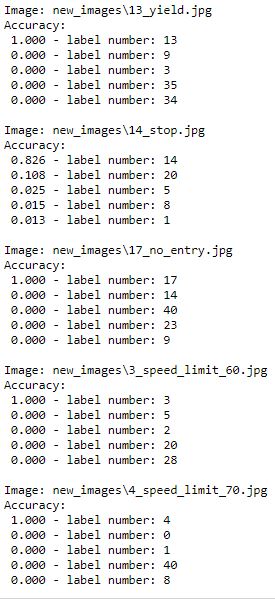 Image: new_images\13_yield.jpg
Accuracy:
1.000 - label number: 13
0.000 - label number: 9
0.000 - label number: 3
0.000 - label number: 35
0.000 - label number: 34
Image: new_images\14_stop.jpg
Accuracy:
0.826 - label number: 14
0.108 - label number: 20
0.025 - label number: 5
0.015 - label number: 8
0.013 - label number: 1
Image: new_images\17_no_entry.jpg
Accuracy:
1.000 - label number: 17
0.000 - label number: 14
0.000 - label number: 40
0.000 - label number: 23
0.000 - label number: 9
Image: new_images\3_speed_limit_60.jpg
Accuracy:
1.000 - label number: 3
0.000 - label number: 5
0.000 - label number: 2
0.000 - label number: 20
0.000 - label number: 28
Image: new_images\4_speed_limit_70.jpg
Accuracy:
1.000 - label number: 4
0.000 - label number: 0
0.000 - label number: 1
0.000 - label number: 40
0.000 - label number: 8